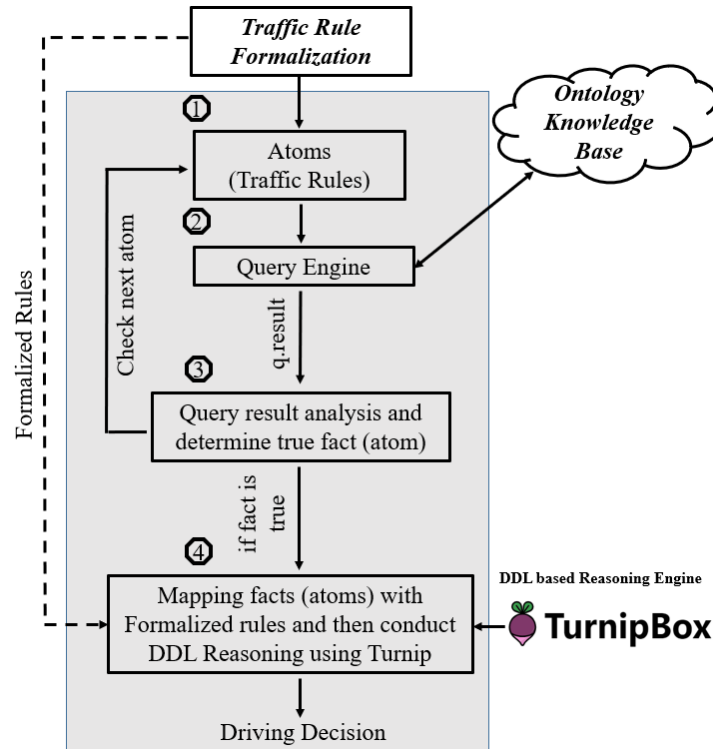 Traffic Rule
Formalization
1
Atoms
(Traffic Rules)
Ontology
Knowledge
Base
2
Query Engine
q.result
Check next atom
Formalized Rules
3
Query result analysis and
determine true fact (atom)
if fact is
true
4
Mapping facts (atoms) with
Formalized rules and then conduct
DDL Reasoning using Turnip
DDL based Reasoning Engine
TurnipBox
Driving Decision